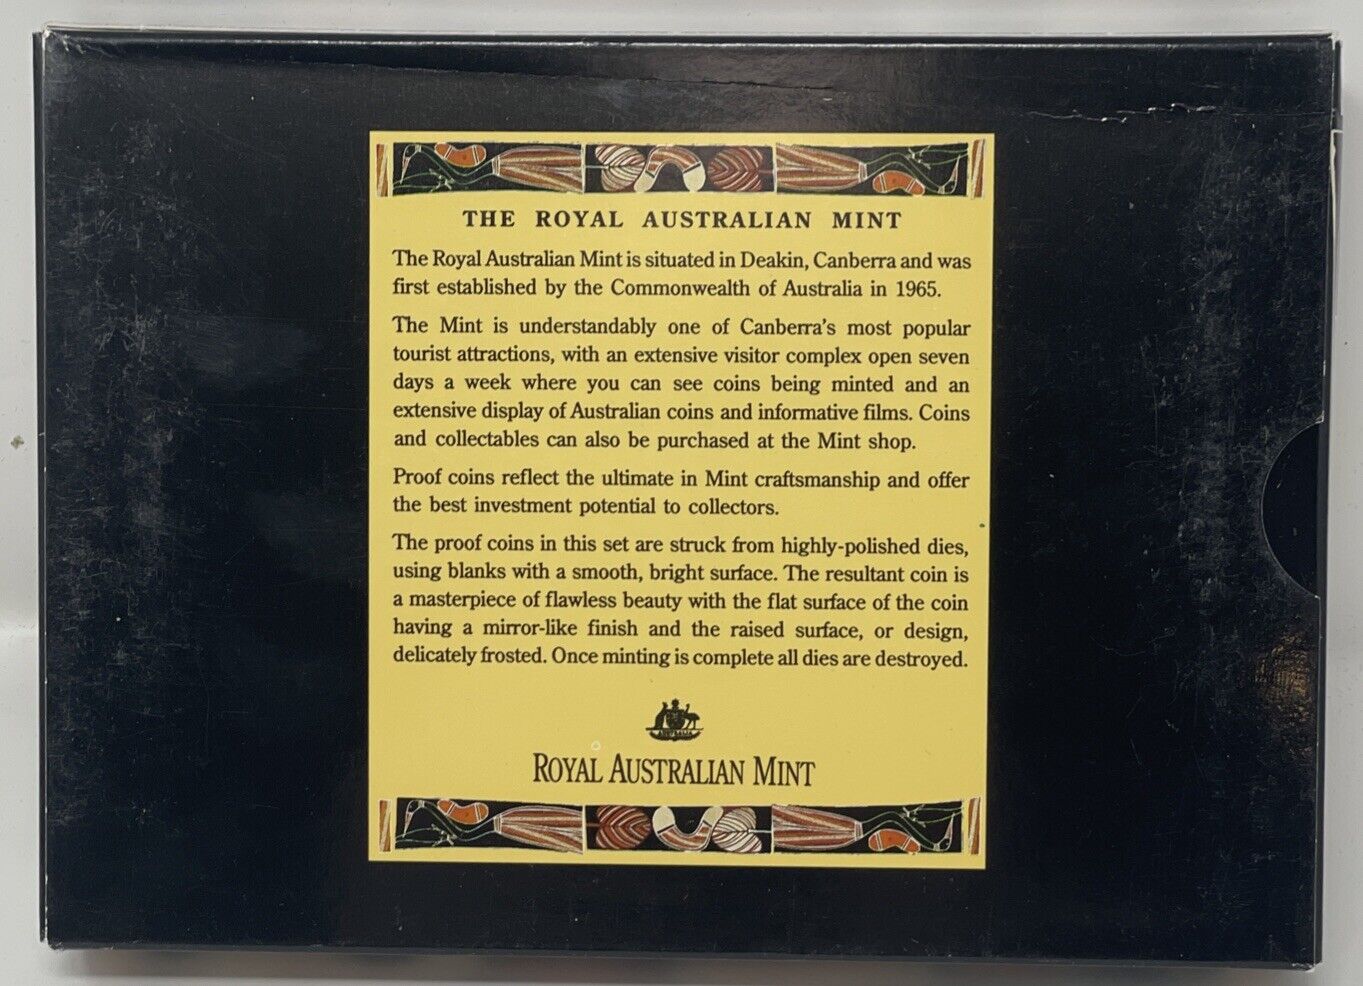 THE ROYAL AUSTRALIAN MINT
The Royal Australian Mint is situated in Deakin, Canberra and was
first established by the Commonwealth of Australia in 1965.
The Mint is understandably one of Canberra's most popular
tourist attractions, with an extensive visitor complex open seven
days a week where you can see coins being minted and an
extensive display of Australian coins and informative films. Coins
and collectables can also be purchased at the Mint shop.
Proof coins reflect the ultimate in Mint craftsmanship and offer
the best investment potential to collectors.
The proof coins in this set are struck from highly-polished dies,
using blanks with a smooth, bright surface. The resultant coin is
a masterpiece of flawless beauty with the flat surface of the coin
having a mirror-like finish and the raised surface, or design,
delicately frosted. Once minting is complete all dies are destroyed.
AUSTRALIA
ROYAL AUSTRALIAN MINT